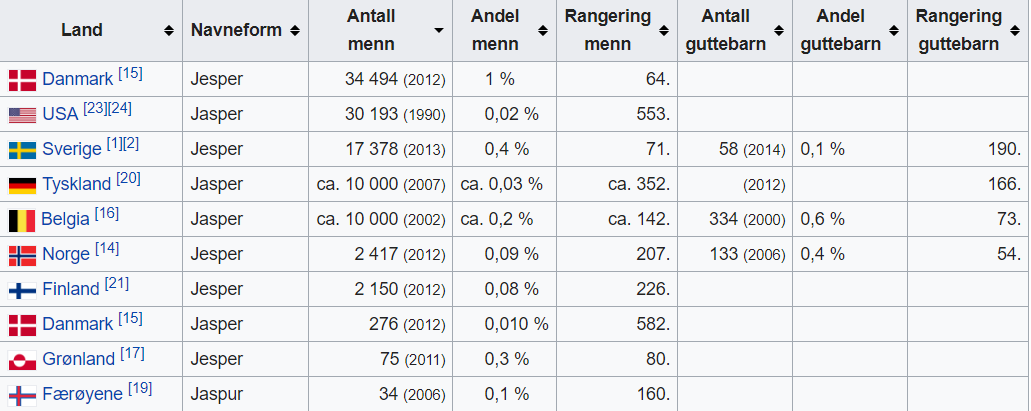 Land Navneform Antall menn Andel menn Rangering menn Antall guttebarn Andel guttebarn Rangering guttebarn
Danmark [15] Jesper 34 494 (2012) 1 % 64.
USA [23][24] Jasper 30 193 (1990) 0,02 % 553.
Sverige [1][2] Jesper 17 378 (2013) 0,4 % 71. 58 (2014) 0,1 % 190.
Tyskland [20] Jasper ca. 10 000 (2007) ca. 0,03 % ca. 352. (2012) 166.
Belgia [16] Jasper ca. 10 000 (2002) ca. 0,2 % ca. 142. 334 (2000) 0,6 % 73.
Norge [14] Jesper 2 417 (2012) 0,09 % 207. 133 (2006) 0,4 % 54.
Finland [21] Jesper 2 150 (2012) 0,08 % 226.
Danmark [15] Jasper 276 (2012) 0,010 % 582.
Grønland [17] Jesper 75 (2011) 0,3 % 80.
Færøyene [19] Jaspur 34 (2006) 0,1 % 160.